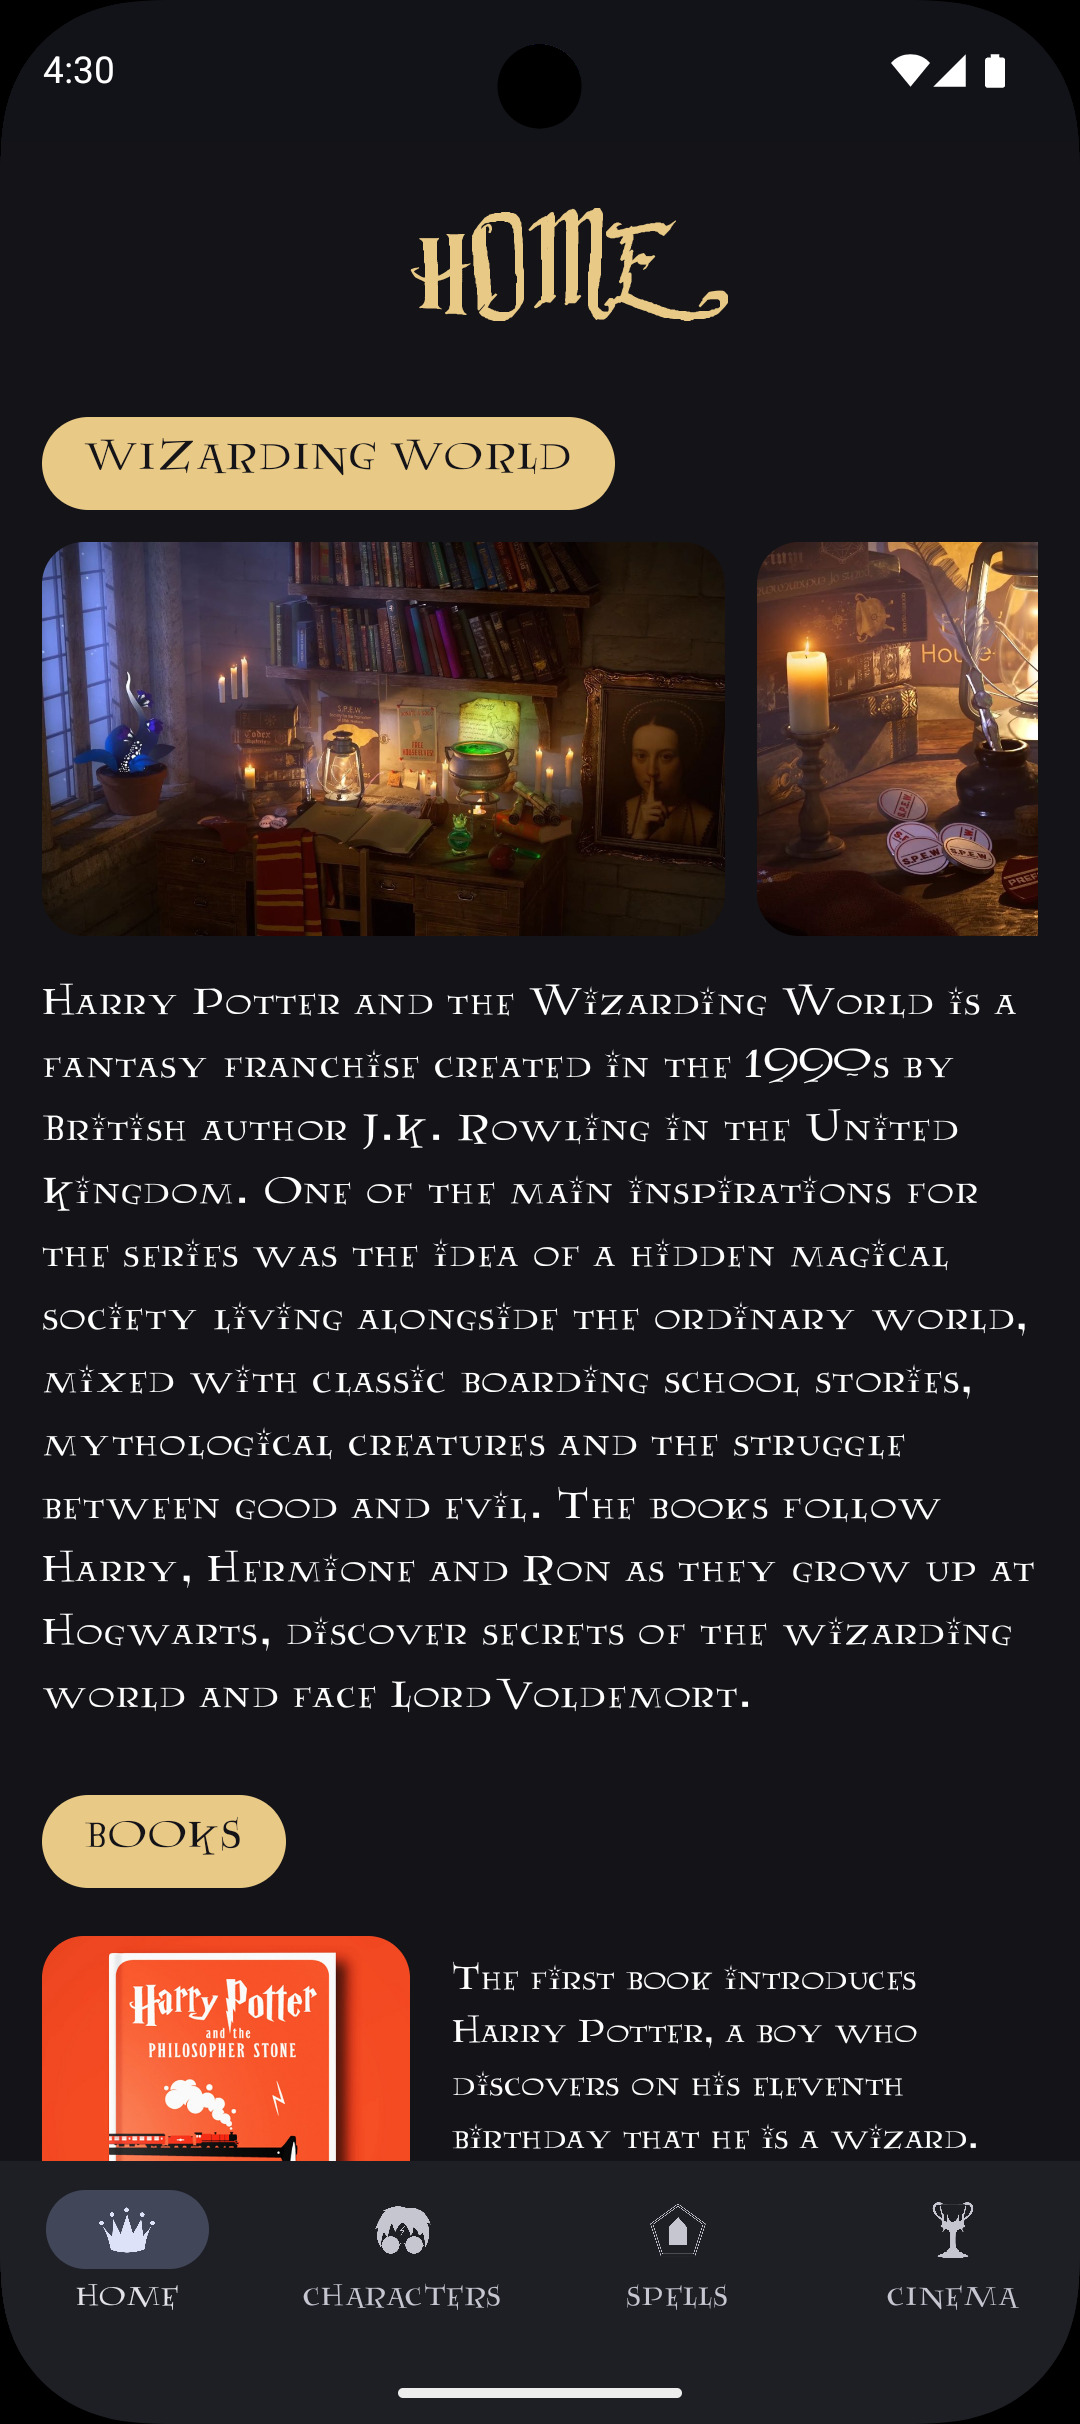 4:30
HOME
WIZARDING WORLD
S.P.E.W.
Codex
House
S.P.E.W
S.P.E.W
Harry Potter and the Wizarding World is a
fantasy franchise created in the 1990s by
British author J.K. Rowling in the United
Kingdom. One of the main inspirations for
the series was the idea of a hidden magical
society living alongside the ordinary world,
mixed with classic boarding school stories,
mythological creatures and the struggle
between good and evil. The books follow
Harry, Hermione and Ron as they grow up at
Hogwarts, discover secrets of the wizarding
world and face Lord Voldemort.
BOOKS
Harry Potter
and the
PHILOSOPHER STONE
The first book introduces
Harry Potter, a boy who
discovers on his eleventh
birthday that he is a wizard.
HOME
CHARACTERS
SPELLS
CINEMA